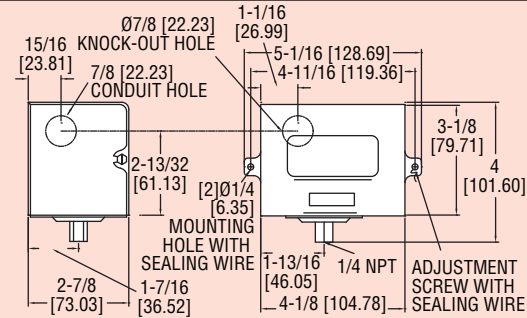 1-1/16
[26.99]
Ø7/8 [22.23]
KNOCK-OUT HOLE
15/16
[23.81]
5-1/16 [128.69]
4-11/16 [119.36]
7/8 [22.23]
CONDUIT HOLE
3-1/8
[79.71]
4
[101.60]
2-13/32
[61.13]
[2]Ø1/4
[6.35]
MOUNTING
HOLE WITH
SEALING WIRE
1-13/16
[46.05]
1/4 NPT
ADJUSTMENT
SCREW WITH
SEALING WIRE
2-7/8
[73.03]
1-7/16
[36.52]
4-1/8 [104.78]